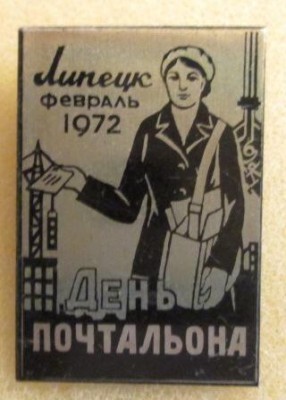 Липецк
февраль
1972
ДЕНЬ
ПОЧТАЛЬОНА